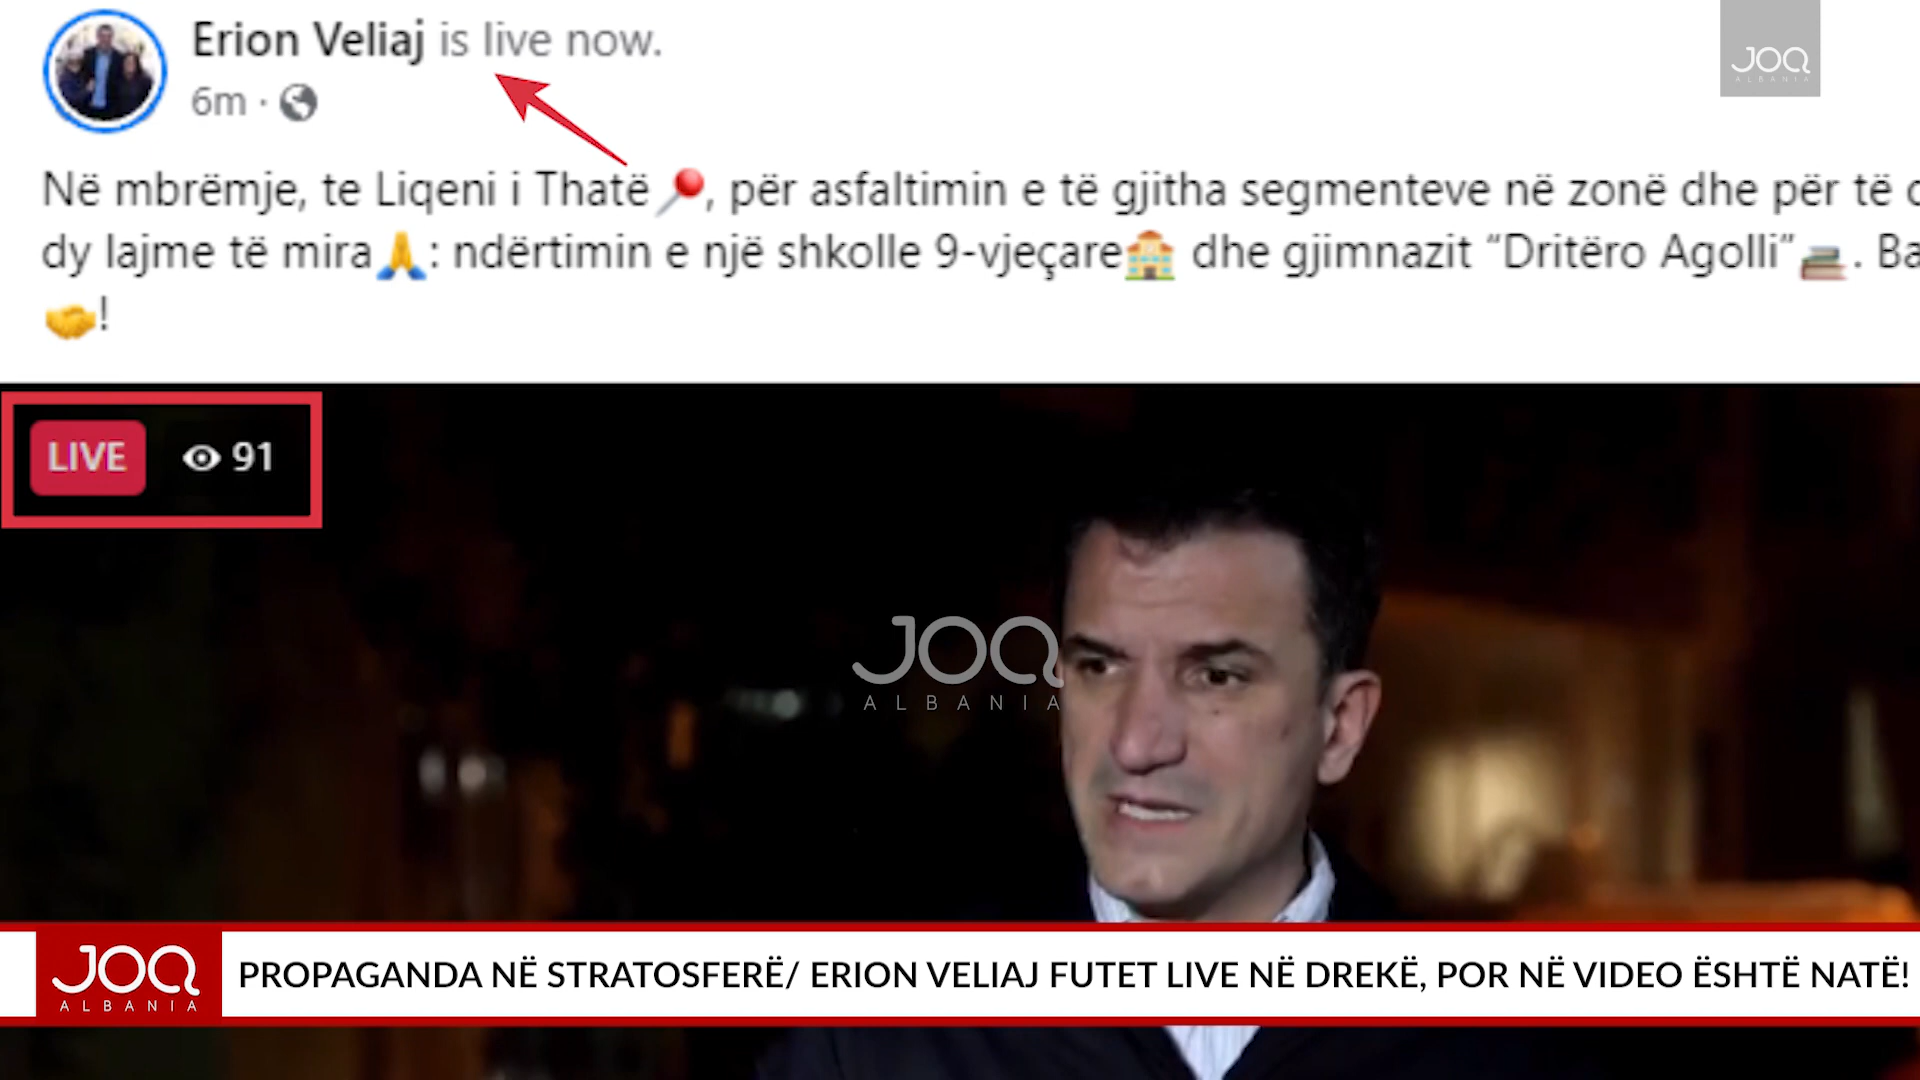 Erion Veliaj is live now.
6m ·
JOQ
ALBANIA
Në mbrëmje, te Liqeni i Thatë📍, për asfaltimin e të gjitha segmenteve në zonë dhe për të
dy lajme të mira🙏: ndërtimin e një shkolle 9-vjeçare🏫 dhe gjimnazit “Dritëro Agolli”📚. Ba
🤝!
LIVE 91
JOQ
ALBANIA
JOQ
ALBANIA
PROPAGANDA NË STRATOSFERË/ ERION VELIAJ FUTET LIVE NË DREKË, POR NË VIDEO ËSHTË NATË!